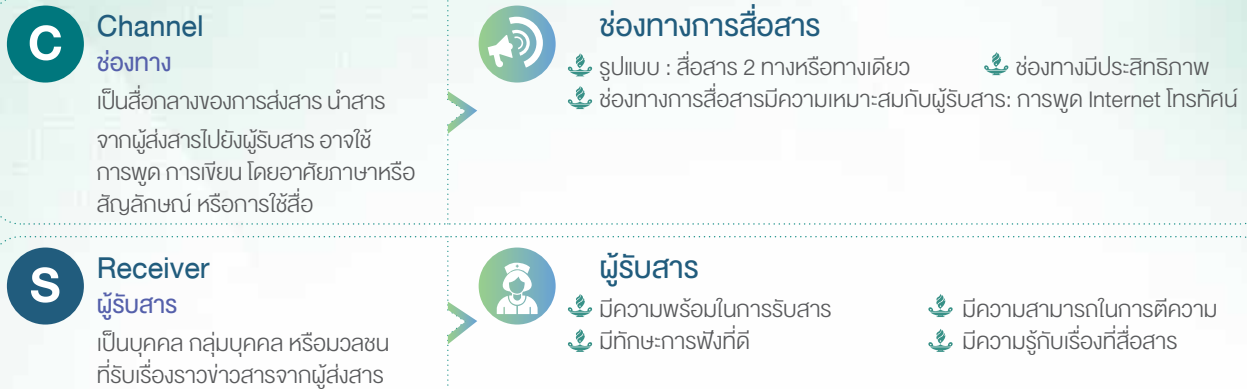 C
Channel
ช่องทาง
เป็นสื่อกลางของการส่งสาร นำสาร
จากผู้ส่งสารไปยังผู้รับสาร อาจใช้
การพูด การเขียน โดยอาศัยภาษาหรือ
สัญลักษณ์ หรือการใช้สื่อ
ช่องทางการสื่อสาร
รูปแบบ : สื่อสาร 2 ทางหรือทางเดียว
ช่องทางมีประสิทธิภาพ
ช่องทางการสื่อสารมีความเหมาะสมกับผู้รับสาร: การพูด Internet โทรทัศน์
S
Receiver
ผู้รับสาร
เป็นบุคคล กลุ่มบุคคล หรือมวลชน
ที่รับเรื่องราวข่าวสารจากผู้ส่งสาร
ผู้รับสาร
มีความพร้อมในการรับสาร
มีความสามารถในการตีความ
มีทักษะการฟังที่ดี
มีความรู้กับเรื่องที่สื่อสาร